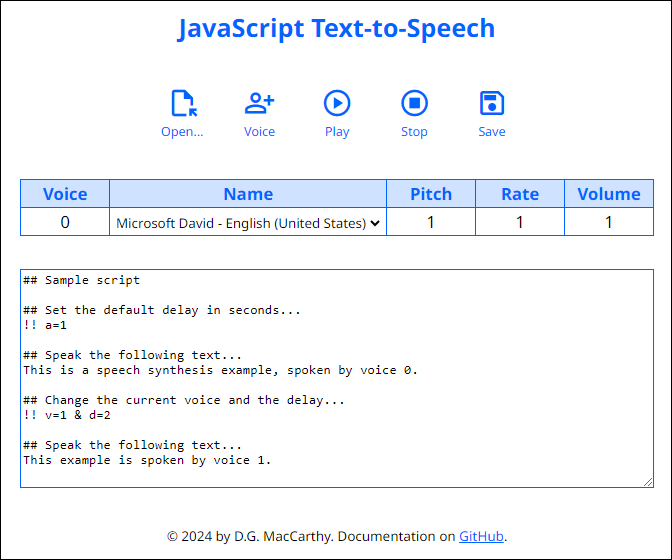 JavaScript Text-to-Speech
Open... Voice Play Stop Save
Voice Name Pitch Rate Volume
0 Microsoft David - English (United States) 1 1 1
## Sample script
## Set the default delay in seconds...
!! a=1
## Speak the following text...
This is a speech synthesis example, spoken by voice 0.
## Change the current voice and the delay...
!! v=1 & d=2
## Speak the following text...
This example is spoken by voice 1.
© 2024 by D.G. MacCarthy. Documentation on GitHub.